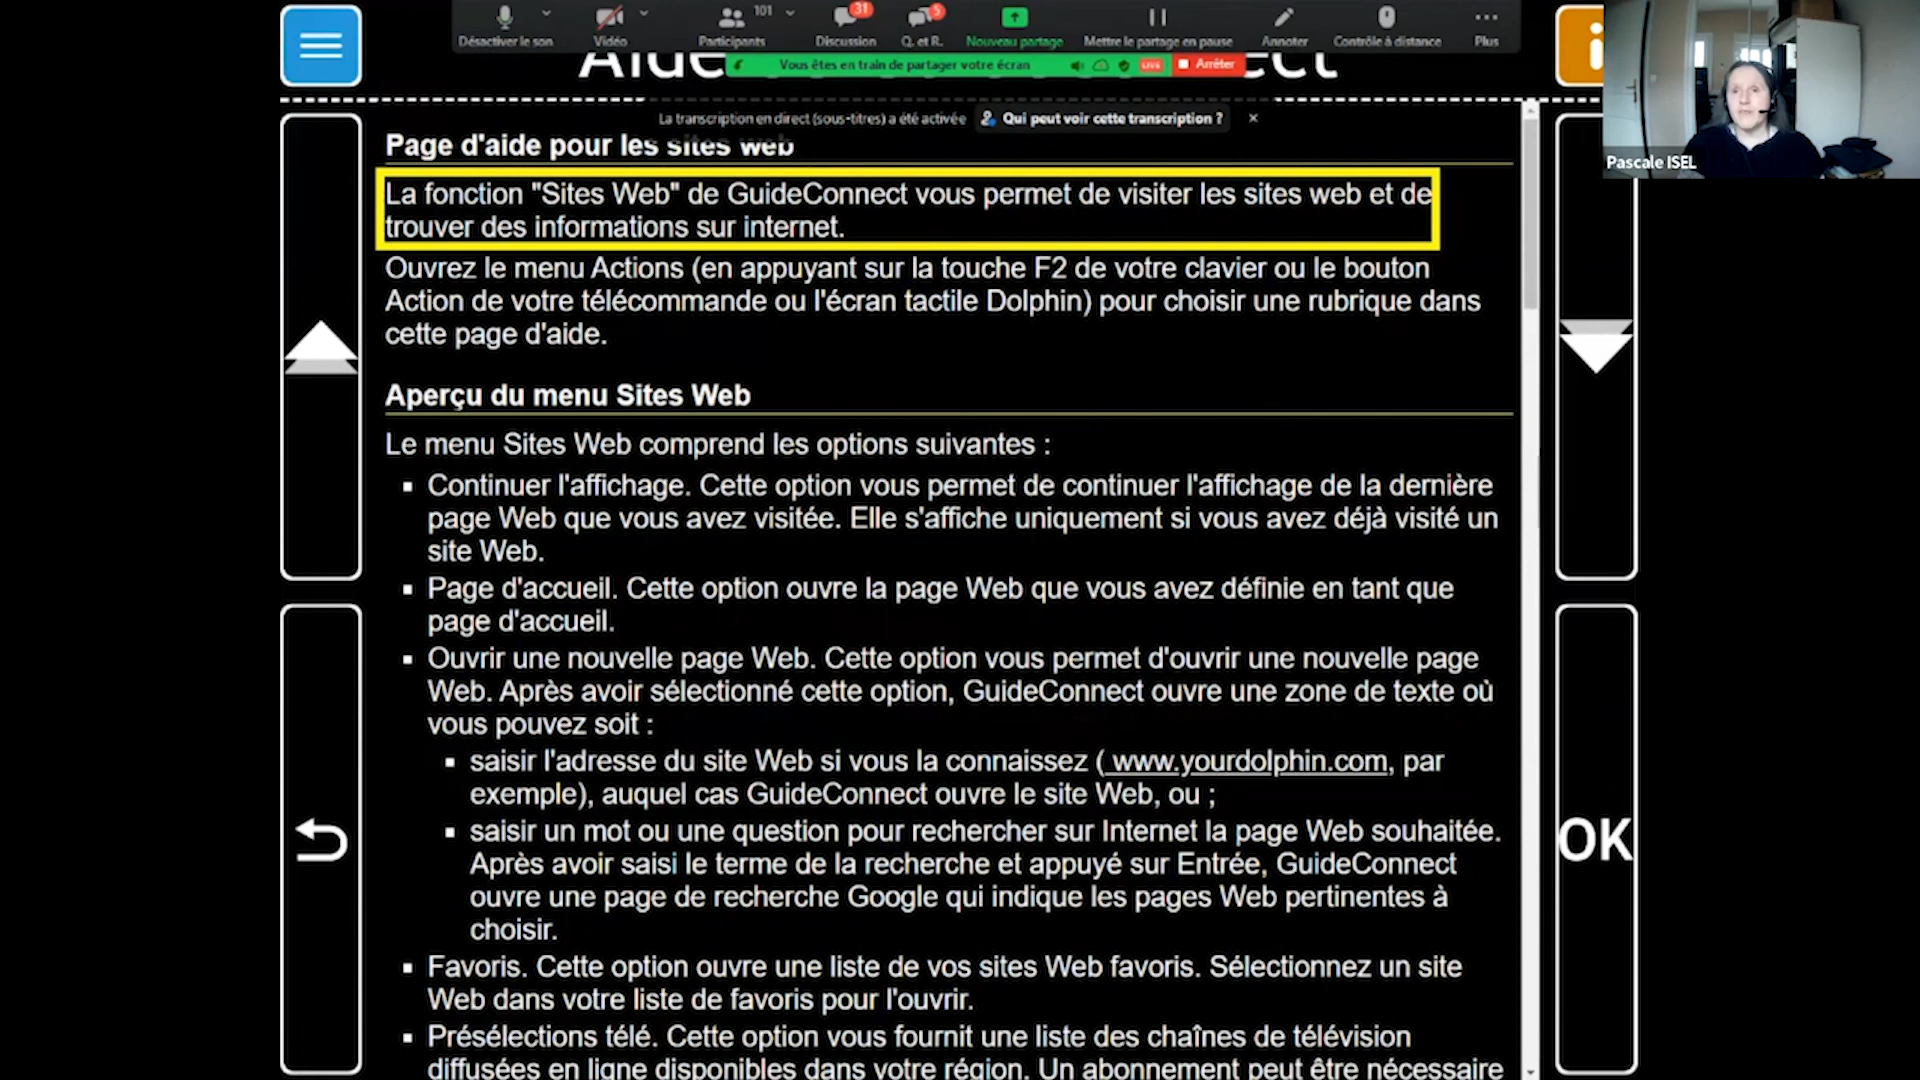 Désactiver le son
Vidéo
Participants
101
Discussion
31
Q. et R.
5
Nouveau partage
Mettre le partage en pause
Annoter
Contrôle à distance
Plus
Vous êtes en train de partager votre écran
LIVE
Arrêter
La transcription en direct (sous-titres) a été activée
Qui peut voir cette transcription ?
Pascale ISEL
Page d'aide pour les sites web
La fonction "Sites Web" de GuideConnect vous permet de visiter les sites web et de
trouver des informations sur internet.
Ouvrez le menu Actions (en appuyant sur la touche F2 de votre clavier ou le bouton
Action de votre télécommande ou l'écran tactile Dolphin) pour choisir une rubrique dans
cette page d'aide.
Aperçu du menu Sites Web
Le menu Sites Web comprend les options suivantes :
Continuer l'affichage. Cette option vous permet de continuer l'affichage de la dernière
page Web que vous avez visitée. Elle s'affiche uniquement si vous avez déjà visité un
site Web.
Page d'accueil. Cette option ouvre la page Web que vous avez définie en tant que
page d'accueil.
Ouvrir une nouvelle page Web. Cette option vous permet d'ouvrir une nouvelle page
Web. Après avoir sélectionné cette option, GuideConnect ouvre une zone de texte où
vous pouvez soit :
saisir l'adresse du site Web si vous la connaissez ( www.yourdolphin.com, par
exemple), auquel cas GuideConnect ouvre le site Web, ou ;
saisir un mot ou une question pour rechercher sur Internet la page Web souhaitée.
Après avoir saisi le terme de la recherche et appuyé sur Entrée, GuideConnect
ouvre une page de recherche Google qui indique les pages Web pertinentes à
choisir.
Favoris. Cette option ouvre une liste de vos sites Web favoris. Sélectionnez un site
Web dans votre liste de favoris pour l'ouvrir.
Présélections télé. Cette option vous fournit une liste des chaînes de télévision
diffusées en ligne disponibles dans votre région. Un abonnement peut être nécessaire
OK